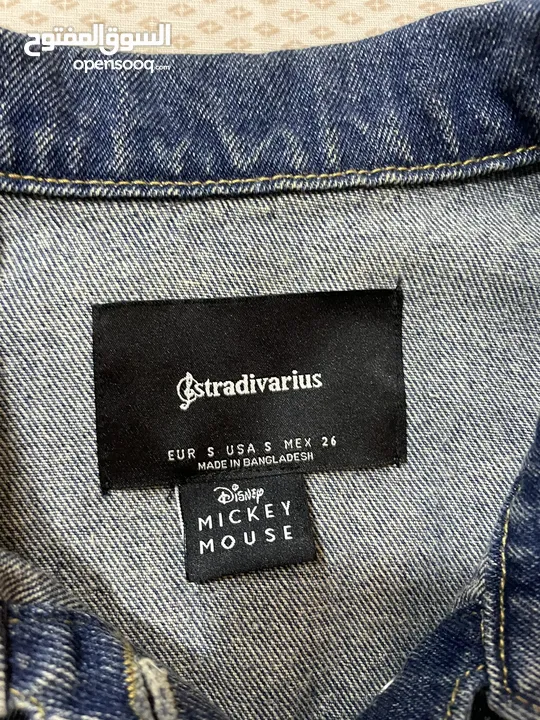 السوق المفتوح
opensooq.com
stradivarius
EUR S USA S MEX 26
MADE IN BANGLADESH
Disney
MICKEY
MOUSE